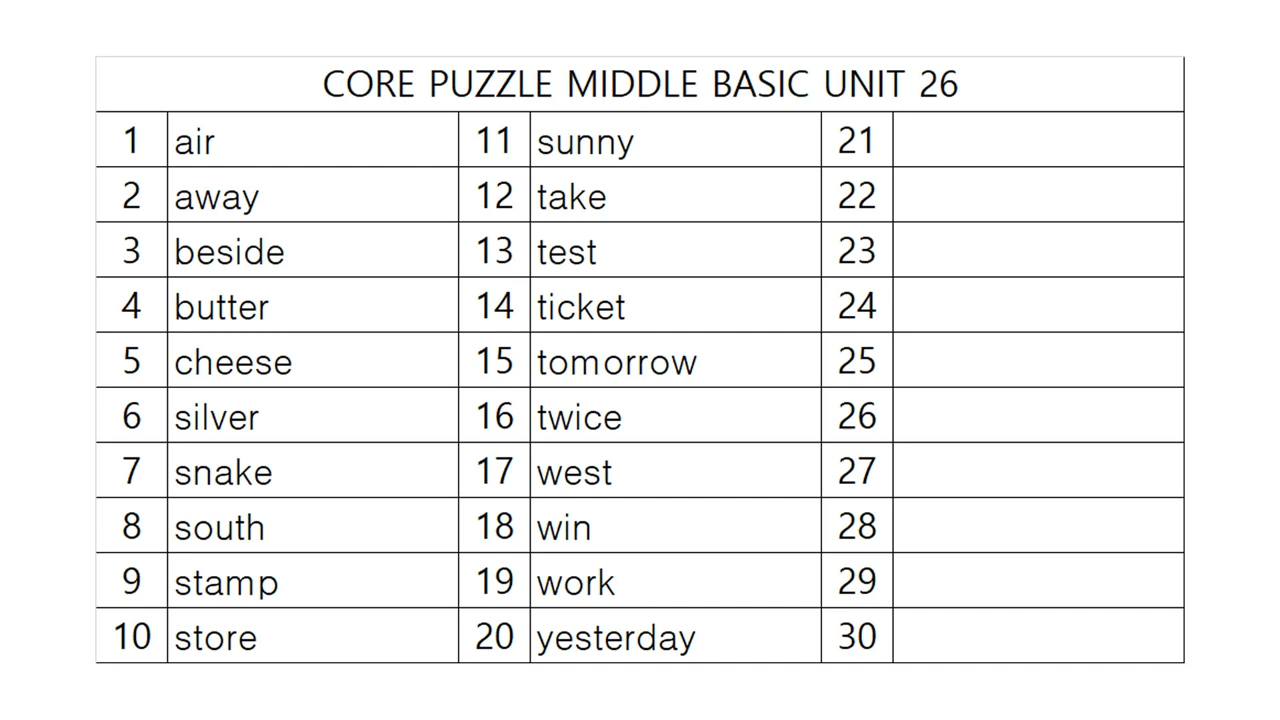 CORE PUZZLE MIDDLE BASIC UNIT 26
1 air 11 sunny 21
2 away 12 take 22
3 beside 13 test 23
4 butter 14 ticket 24
5 cheese 15 tomorrow 25
6 silver 16 twice 26
7 snake 17 west 27
8 south 18 win 28
9 stamp 19 work 29
10 store 20 yesterday 30